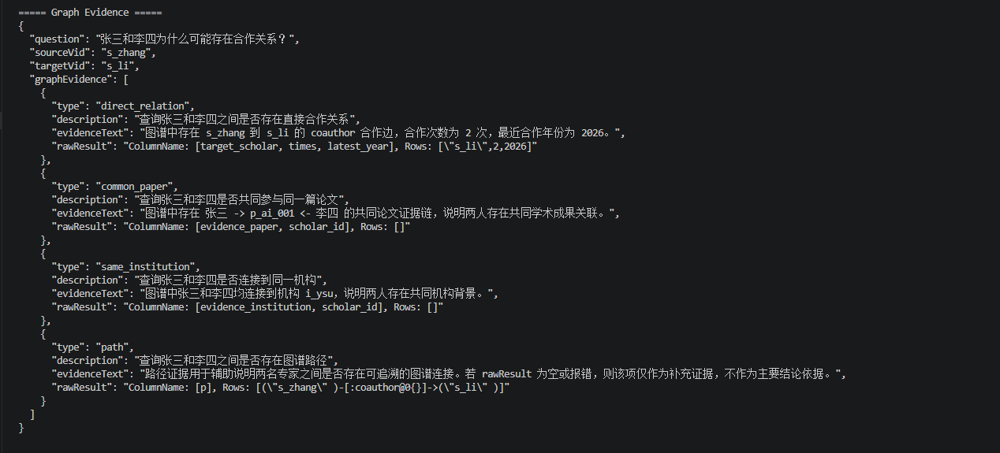 ===== Graph Evidence =====
{
  "question": "张三和李四为什么可能存在合作关系？",
  "sourceVid": "s_zhang",
  "targetVid": "s_li",
  "graphEvidence": [
    {
      "type": "direct_relation",
      "description": "查询张三和李四之间是否存在直接合作关系",
      "evidenceText": "图谱中存在 s_zhang 到 s_li 的 coauthor 合作边，合作次数为 2 次，最近合作年份为 2026。",
      "rawResult": "ColumnName: [target_scholar, times, latest_year], Rows: [\"s_li\",2,2026]"
    },
    {
      "type": "common_paper",
      "description": "查询张三和李四是否共同参与同一篇论文",
      "evidenceText": "图谱中存在 张三 -> p_ai_001 <- 李四 的共同论文证据链，说明两人存在共同学术成果关联。",
      "rawResult": "ColumnName: [evidence_paper, scholar_id], Rows: []"
    },
    {
      "type": "same_institution",
      "description": "查询张三和李四是否连接到同一机构",
      "evidenceText": "图谱中张三和李四均连接到机构 i_ysu，说明两人存在共同机构背景。",
      "rawResult": "ColumnName: [evidence_institution, scholar_id], Rows: []"
    },
    {
      "type": "path",
      "description": "查询张三和李四之间是否存在图谱路径",
      "evidenceText": "路径证据用于辅助说明两名专家之间是否存在可追溯的图谱连接。若 rawResult 为空或报错，则该项仅作为补充证据，不作为主要结论依据。",
      "rawResult": "ColumnName: [p], Rows: [(\"s_zhang\" )-[:coauthor@0{}]->(\"s_li\" )]"
    }
  ]
}